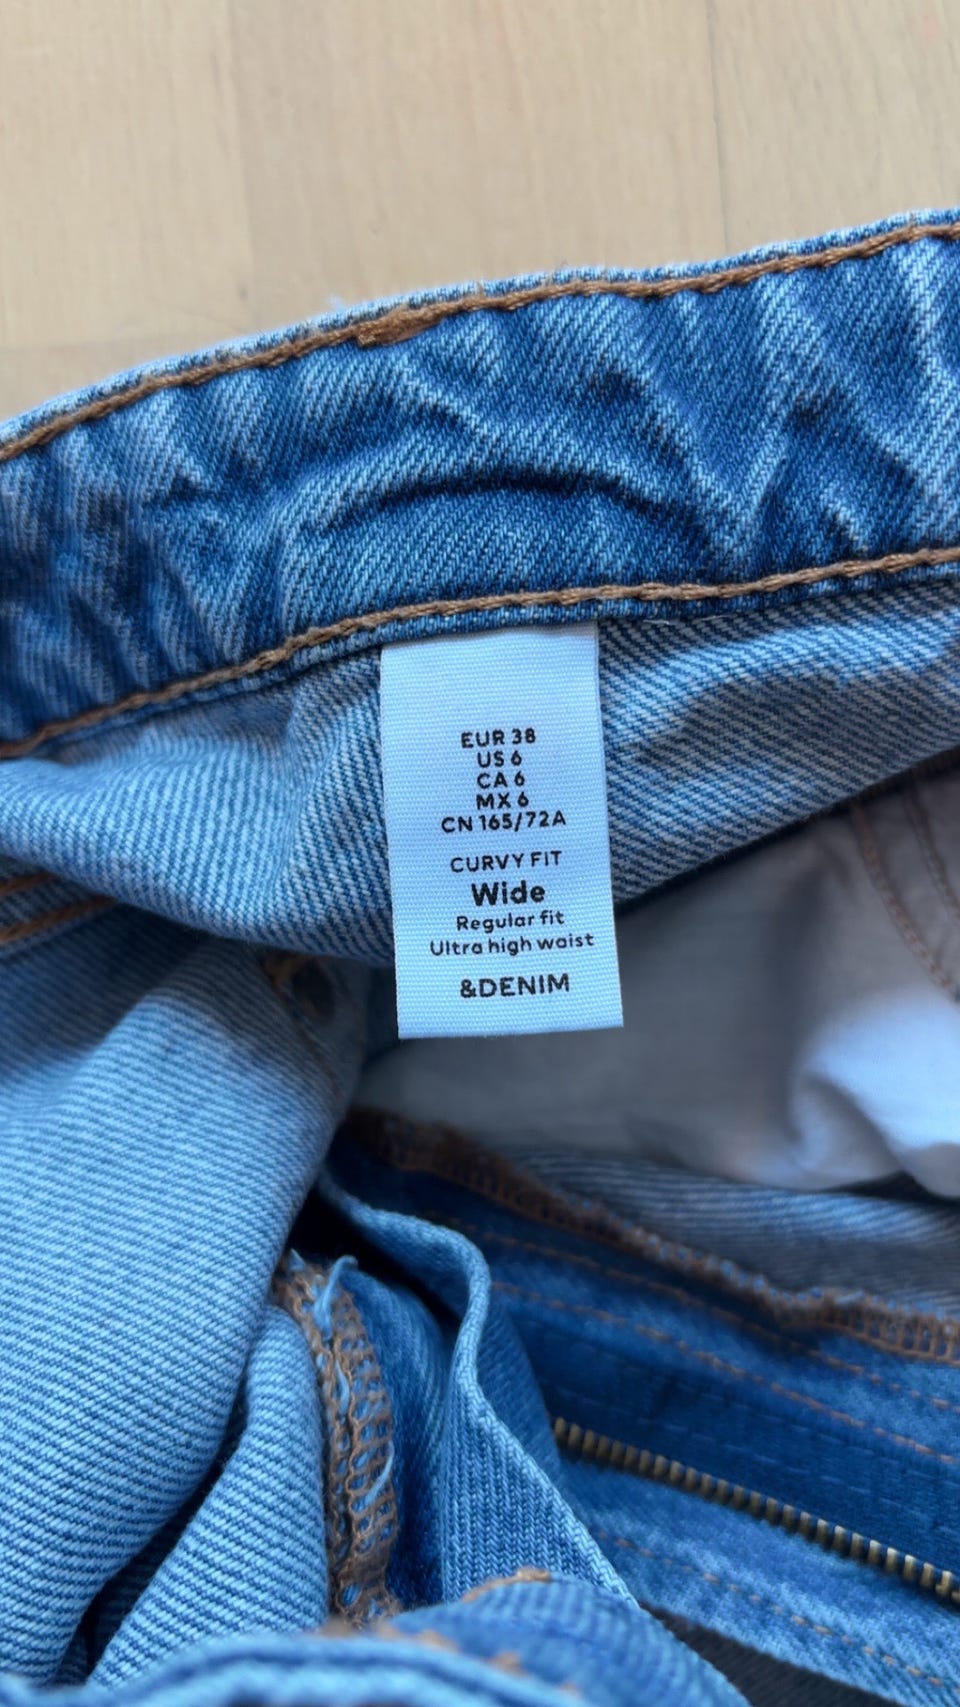 EUR 38
US 6
CA 6
MX 6
CN 165/72A
CURVY FIT
Wide
Regular fit
Ultra high waist
&DENIM